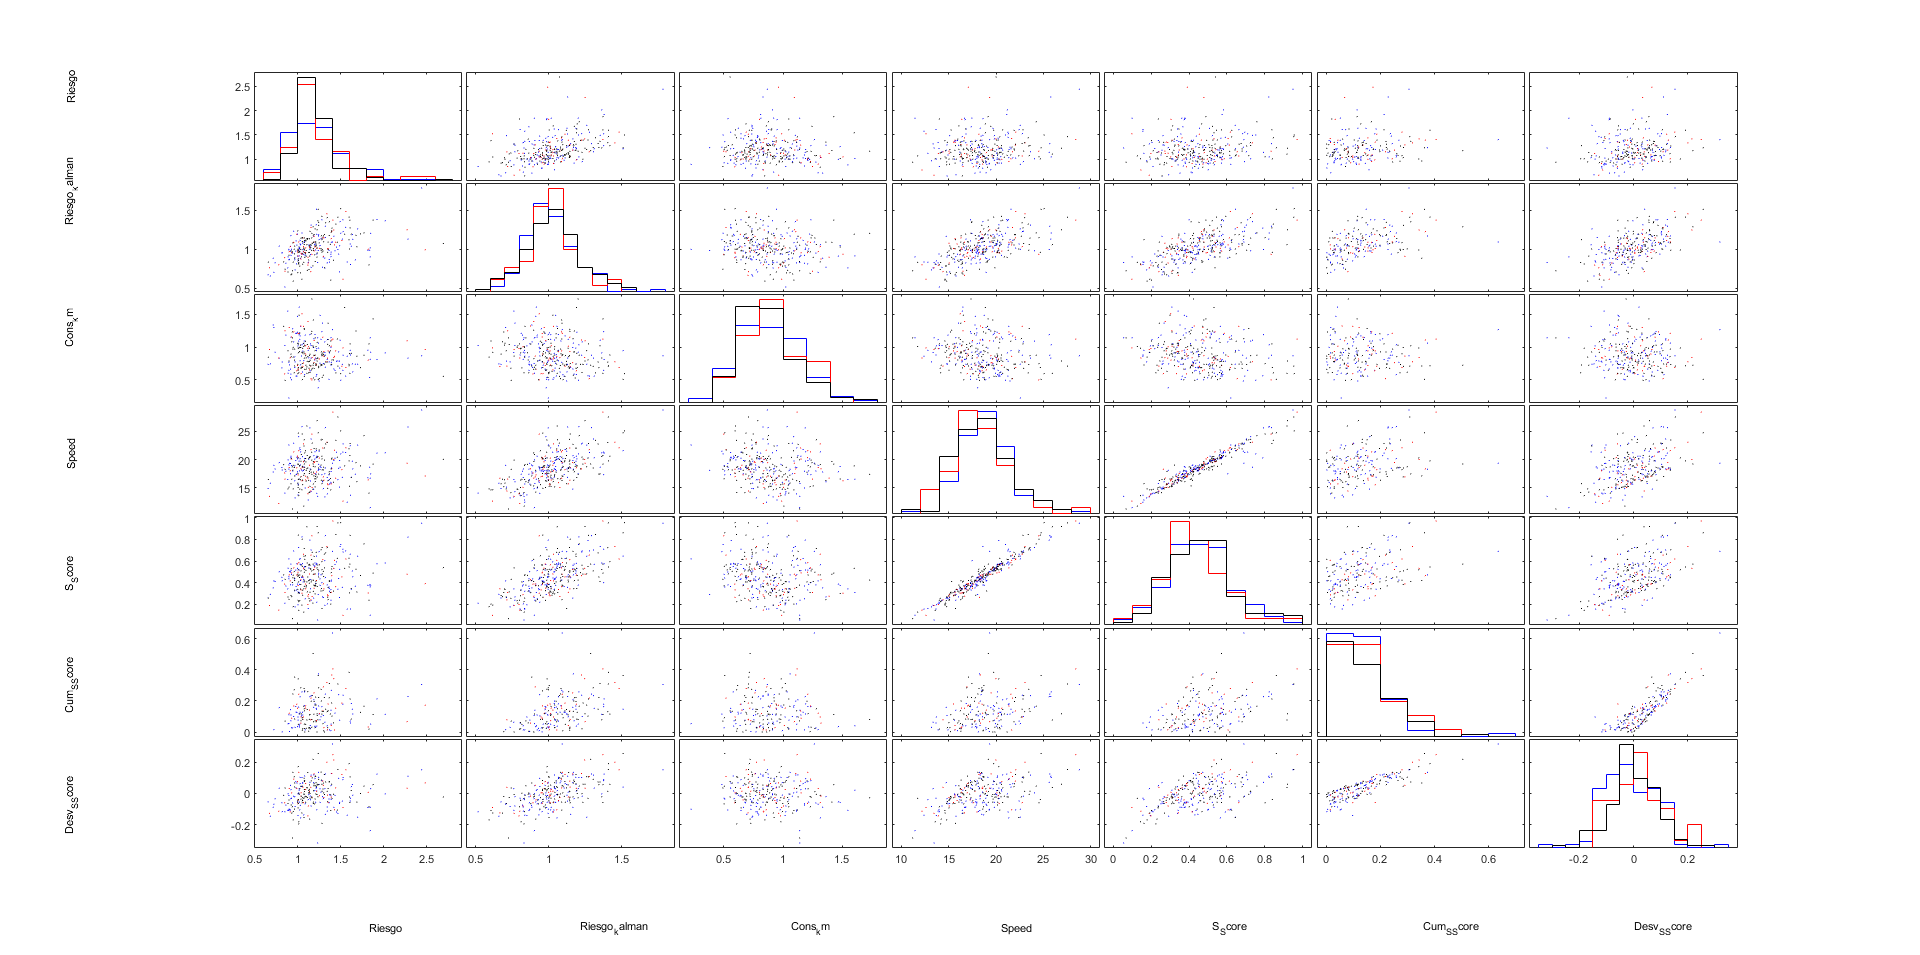 Riesgo
2.5
2
1.5
1
Riesgo_kalman
1.5
1
0.5
Cons_km
1.5
1
0.5
Speed
25
20
15
S_Score
1
0.8
0.6
0.4
0.2
Cum_SScore
0.6
0.4
0.2
0
Desv_SScore
0.2
0
-0.2
0.5 1 1.5 2 2.5 0.5 1 1.5 0.5 1 1.5 10 15 20 25 30 0 0.2 0.4 0.6 0.8 1 0 0.2 0.4 0.6 -0.2 0 0.2
Riesgo Riesgo_kalman Cons_km Speed S_Score Cum_SScore Desv_SScore